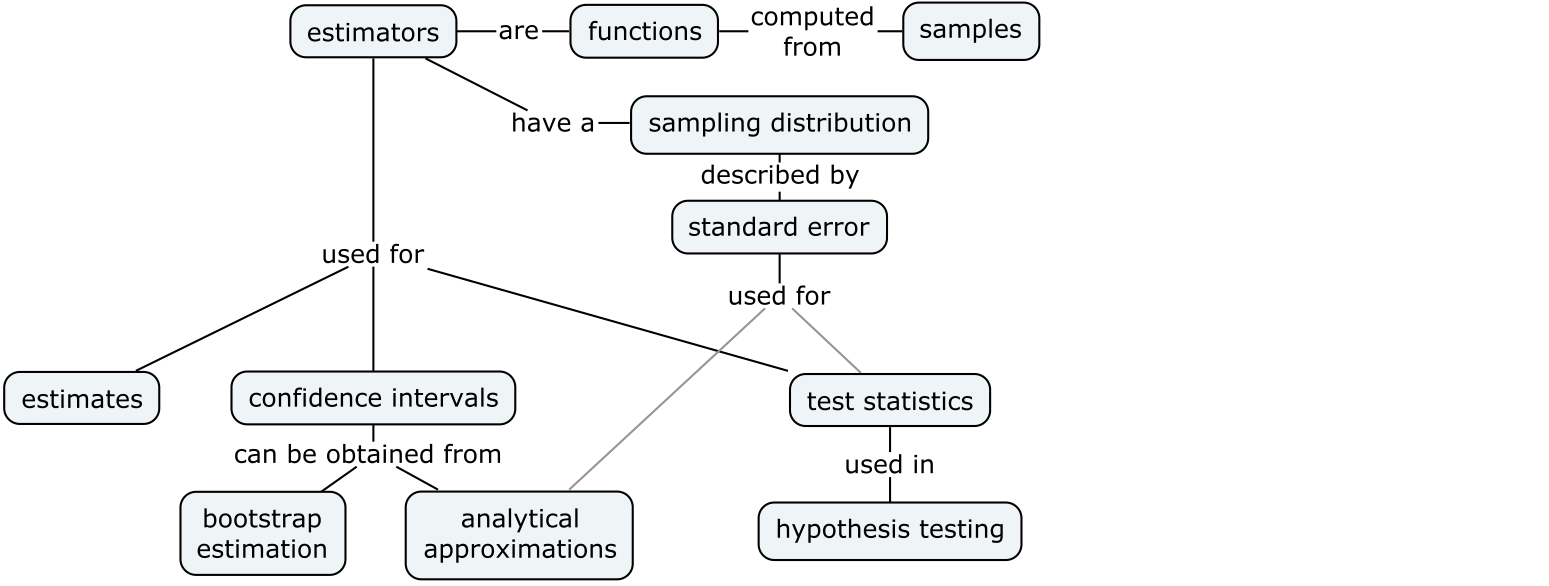 estimators
are
functions
computed
from
samples
have a
sampling distribution
described by
standard error
used for
used for
estimates
confidence intervals
test statistics
can be obtained from
used in
bootstrap
estimation
analytical
approximations
hypothesis testing